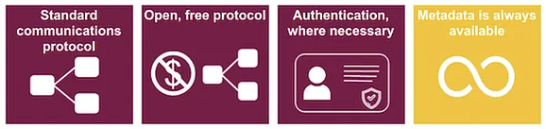 Standard
communications
protocol
Open, free protocol
$
Authentication,
where necessary
Metadata is always
available